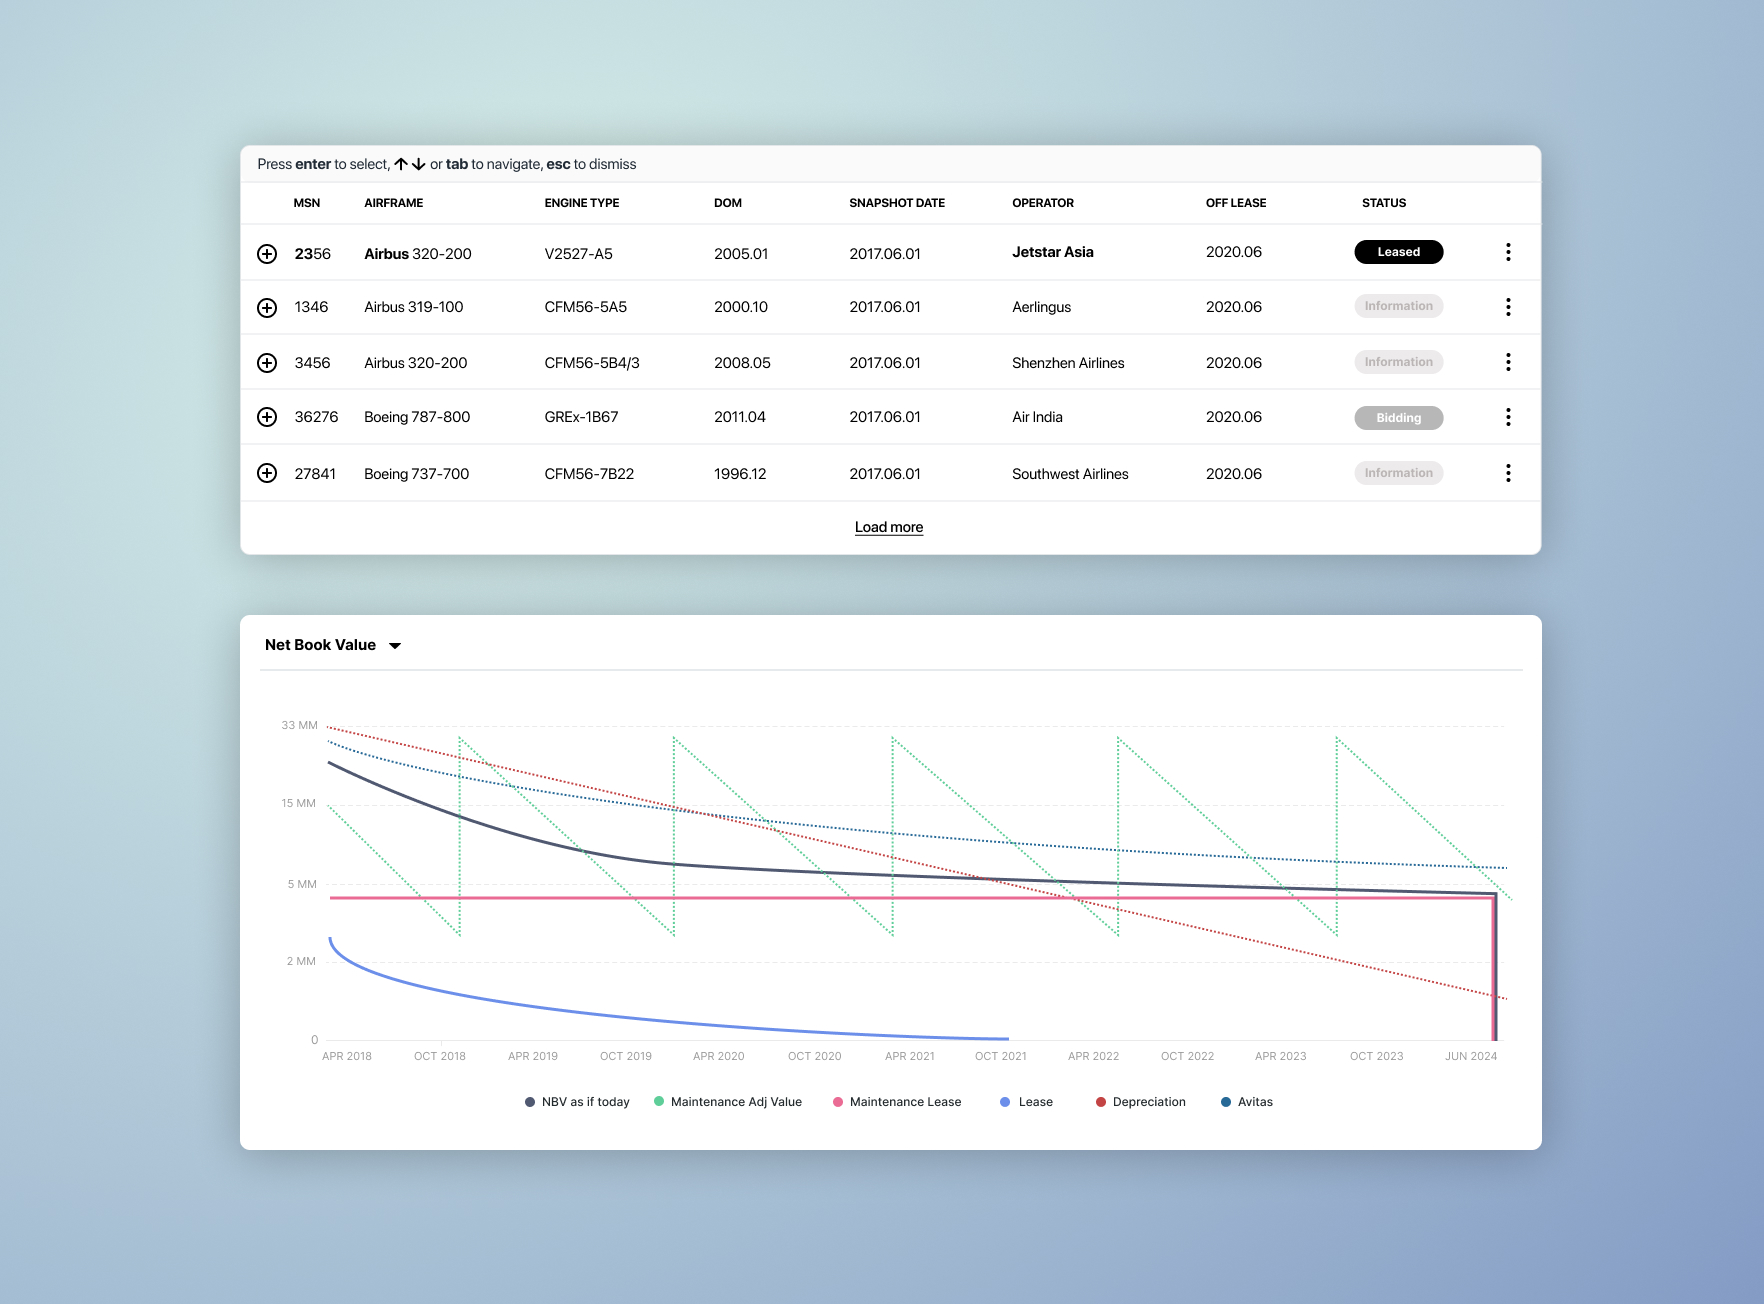 Press enter to select, ↑ ↓ or tab to navigate, esc to dismiss
MSN AIRFRAME ENGINE TYPE DOM SNAPSHOT DATE OPERATOR OFF LEASE STATUS
2356 Airbus 320-200 V2527-A5 2005.01 2017.06.01 Jetstar Asia 2020.06 Leased
1346 Airbus 319-100 CFM56-5A5 2000.10 2017.06.01 Aerlingus 2020.06 Information
3456 Airbus 320-200 CFM56-5B4/3 2008.05 2017.06.01 Shenzhen Airlines 2020.06 Information
36276 Boeing 787-800 GREx-1B67 2011.04 2017.06.01 Air India 2020.06 Bidding
27841 Boeing 737-700 CFM56-7B22 1996.12 2017.06.01 Southwest Airlines 2020.06 Information
Load more
Net Book Value
33 MM
15 MM
5 MM
2 MM
0
APR 2018 OCT 2018 APR 2019 OCT 2019 APR 2020 OCT 2020 APR 2021 OCT 2021 APR 2022 OCT 2022 APR 2023 OCT 2023 JUN 2024
NBV as if today Maintenance Adj Value Maintenance Lease Lease Depreciation Avitas